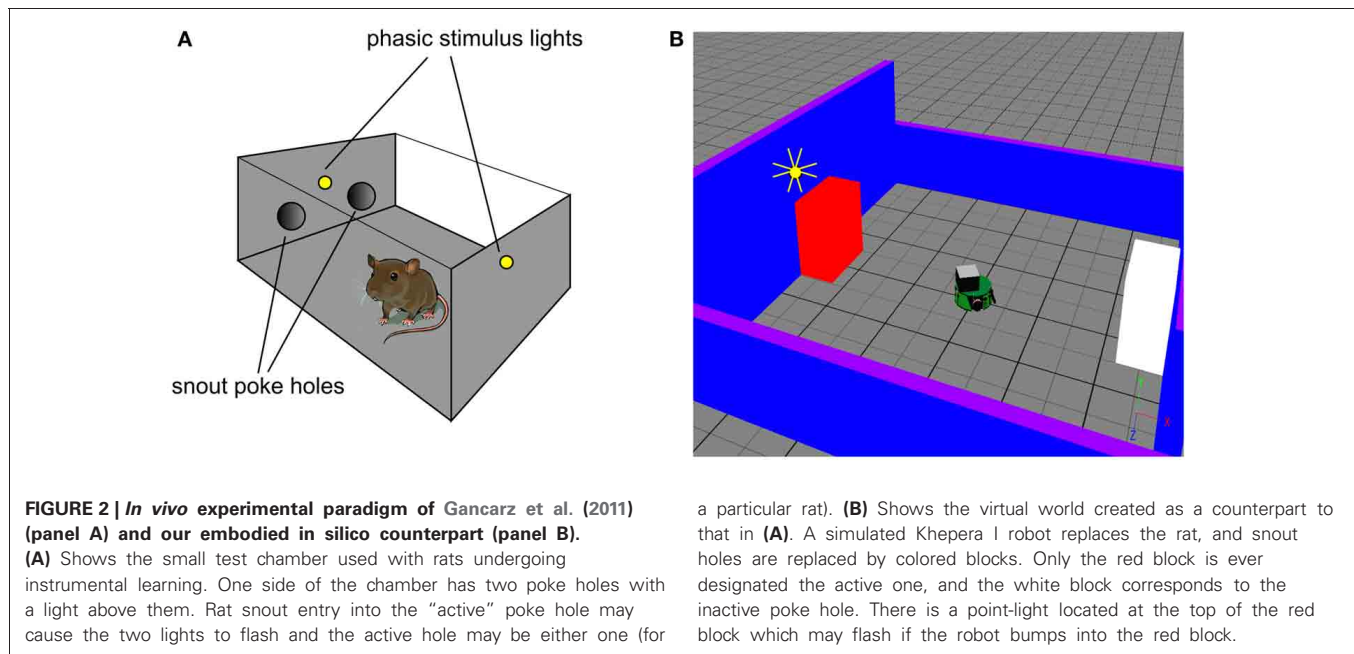 A
phasic stimulus lights
snout poke holes
B
X
Z
FIGURE 2 | In vivo experimental paradigm of Gancarz et al. (2011)
(panel A) and our embodied in silico counterpart (panel B).
(A) Shows the small test chamber used with rats undergoing
instrumental learning. One side of the chamber has two poke holes with
a light above them. Rat snout entry into the “active” poke hole may
cause the two lights to flash and the active hole may be either one (for
a particular rat). (B) Shows the virtual world created as a counterpart to
that in (A). A simulated Khepera I robot replaces the rat, and snout
holes are replaced by colored blocks. Only the red block is ever
designated the active one, and the white block corresponds to the
inactive poke hole. There is a point-light located at the top of the red
block which may flash if the robot bumps into the red block.